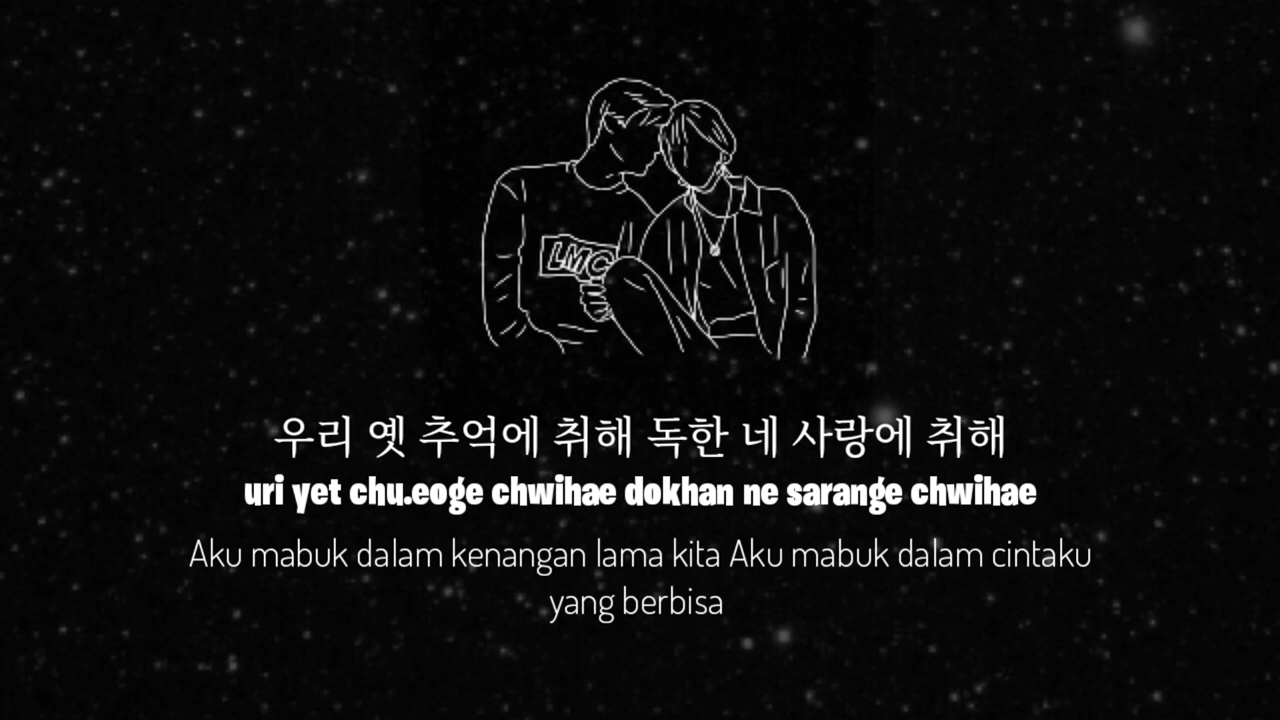 LMC
우리 옛 추억에 취해 독한 네 사랑에 취해
uri yet chu.eoge chwihae dokhan ne sarange chwihae
Aku mabuk dalam kenangan lama kita Aku mabuk dalam cintaku
yang berbisa